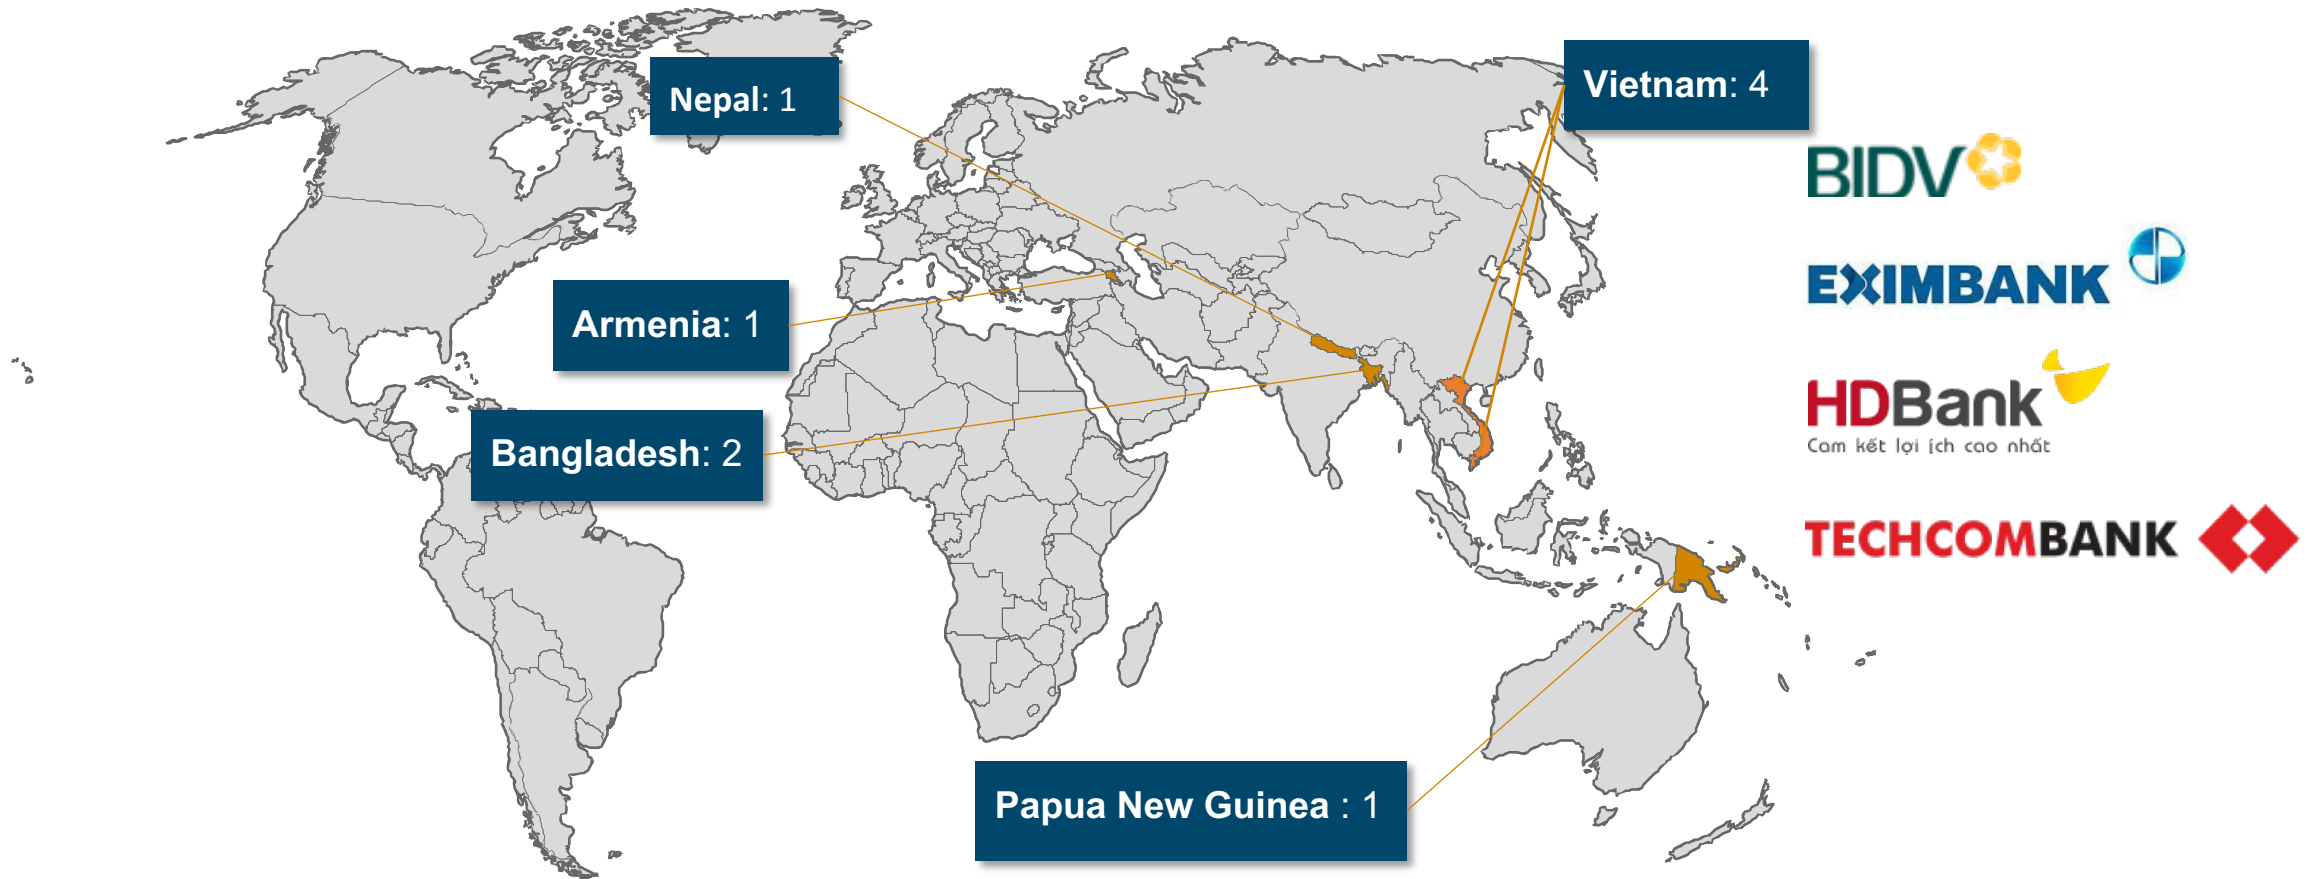 Nepal: 1
Vietnam: 4
BIDV
EXIMBANK
Armenia: 1
HDBank
Cam kết lợi ích cao nhất
Bangladesh: 2
TECHCOMBANK
Papua New Guinea : 1